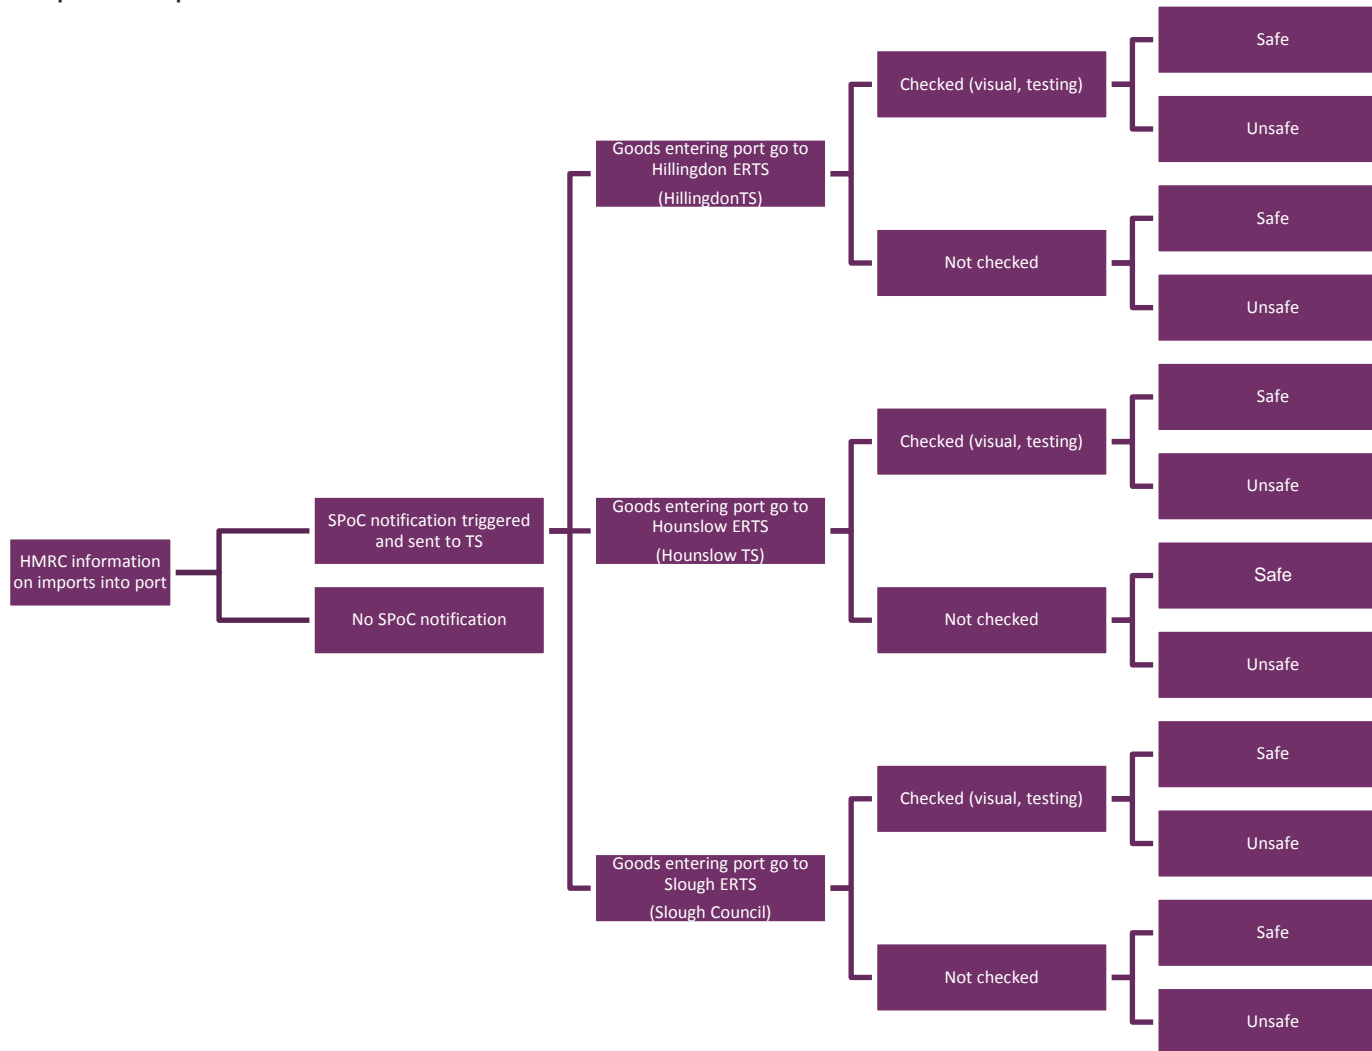 Safe
Checked (visual, testing)
Unsafe
Goods entering port go to
Hillingdon ERTS
(HillingdonTS)
Safe
Not checked
Unsafe
Safe
Checked (visual, testing)
Unsafe
SPoC notification triggered
and sent to TS
Goods entering port go to
Hounslow ERTS
(Hounslow TS)
HMRC information
on imports into port
Safe
No SPoC notification
Not checked
Unsafe
Safe
Checked (visual, testing)
Unsafe
Goods entering port go to
Slough ERTS
(Slough Council)
Safe
Not checked
Unsafe